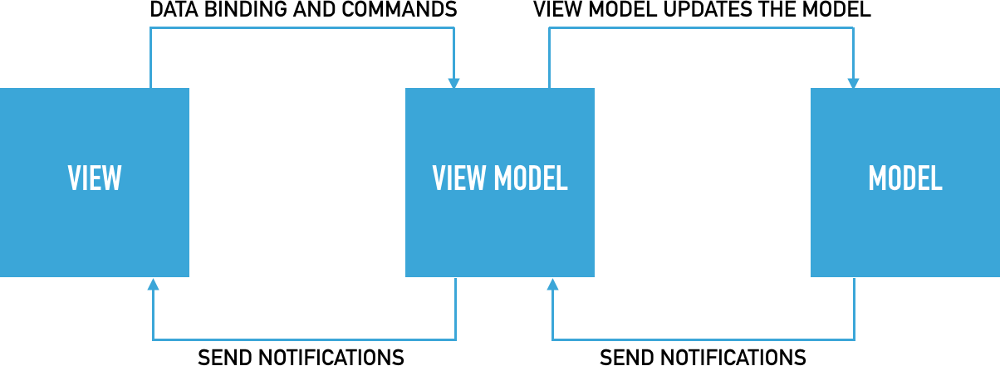 DATA BINDING AND COMMANDS
VIEW MODEL UPDATES THE MODEL
VIEW
VIEW MODEL
MODEL
SEND NOTIFICATIONS
SEND NOTIFICATIONS